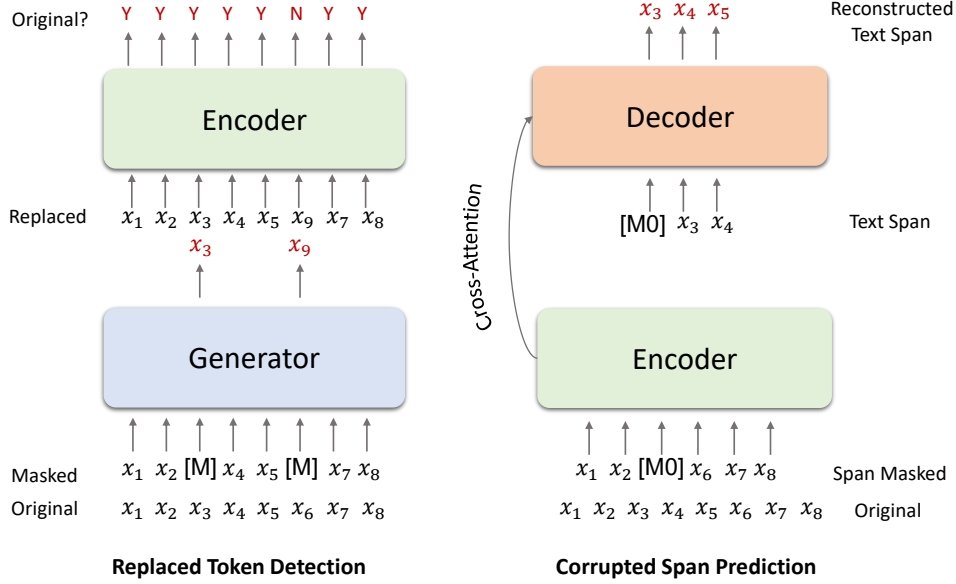 Original? Y Y Y Y Y N Y Y
Encoder
Replaced x₁ x₂ x₃ x₄ x₅ x₉ x₇ x₈
x₃ x₉
Generator
Masked x₁ x₂ [M] x₄ x₅ [M] x₇ x₈
Original x₁ x₂ x₃ x₄ x₅ x₆ x₇ x₈
Replaced Token Detection
x₃ x₄ x₅ Reconstructed
Text Span
Decoder
[M0] x₃ x₄ Text Span
Cross-Attention
Encoder
x₁ x₂ [M0] x₆ x₇ x₈ Span Masked
x₁ x₂ x₃ x₄ x₅ x₆ x₇ x₈ Original
Corrupted Span Prediction